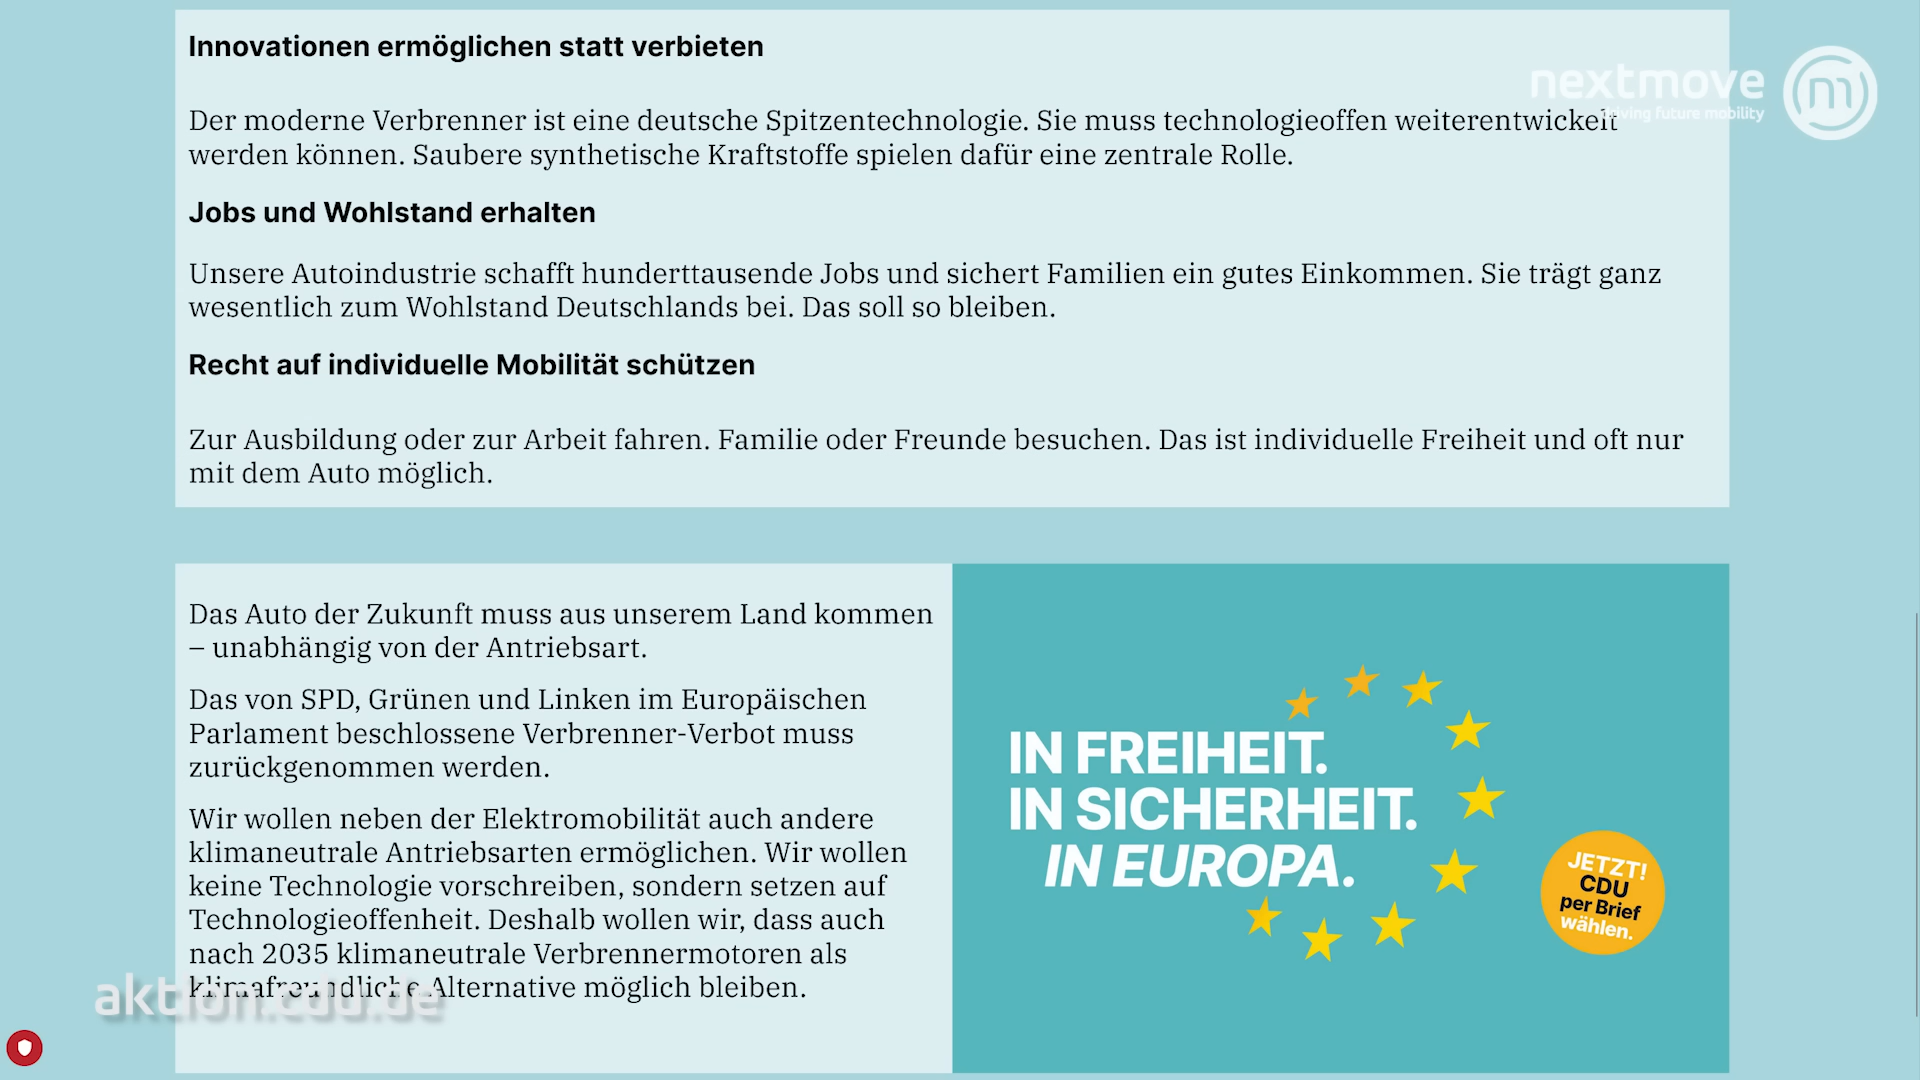 Innovationen ermöglichen statt verbieten
nextmove
driving future mobility
Der moderne Verbrenner ist eine deutsche Spitzentechnologie. Sie muss technologieoffen weiterentwickelt
werden können. Saubere synthetische Kraftstoffe spielen dafür eine zentrale Rolle.
Jobs und Wohlstand erhalten
Unsere Autoindustrie schafft hunderttausende Jobs und sichert Familien ein gutes Einkommen. Sie trägt ganz
wesentlich zum Wohlstand Deutschlands bei. Das soll so bleiben.
Recht auf individuelle Mobilität schützen
Zur Ausbildung oder zur Arbeit fahren. Familie oder Freunde besuchen. Das ist individuelle Freiheit und oft nur
mit dem Auto möglich.
Das Auto der Zukunft muss aus unserem Land kommen
– unabhängig von der Antriebsart.
Das von SPD, Grünen und Linken im Europäischen
Parlament beschlossene Verbrenner-Verbot muss
zurückgenommen werden.
Wir wollen neben der Elektromobilität auch andere
klimaneutrale Antriebsarten ermöglichen. Wir wollen
keine Technologie vorschreiben, sondern setzen auf
Technologieoffenheit. Deshalb wollen wir, dass auch
nach 2035 klimaneutrale Verbrennermotoren als
klimafreundliche Alternative möglich bleiben.
aktion.cdu.de
IN FREIHEIT.
IN SICHERHEIT.
IN EUROPA.
JETZT!
CDU
per Brief
wählen.